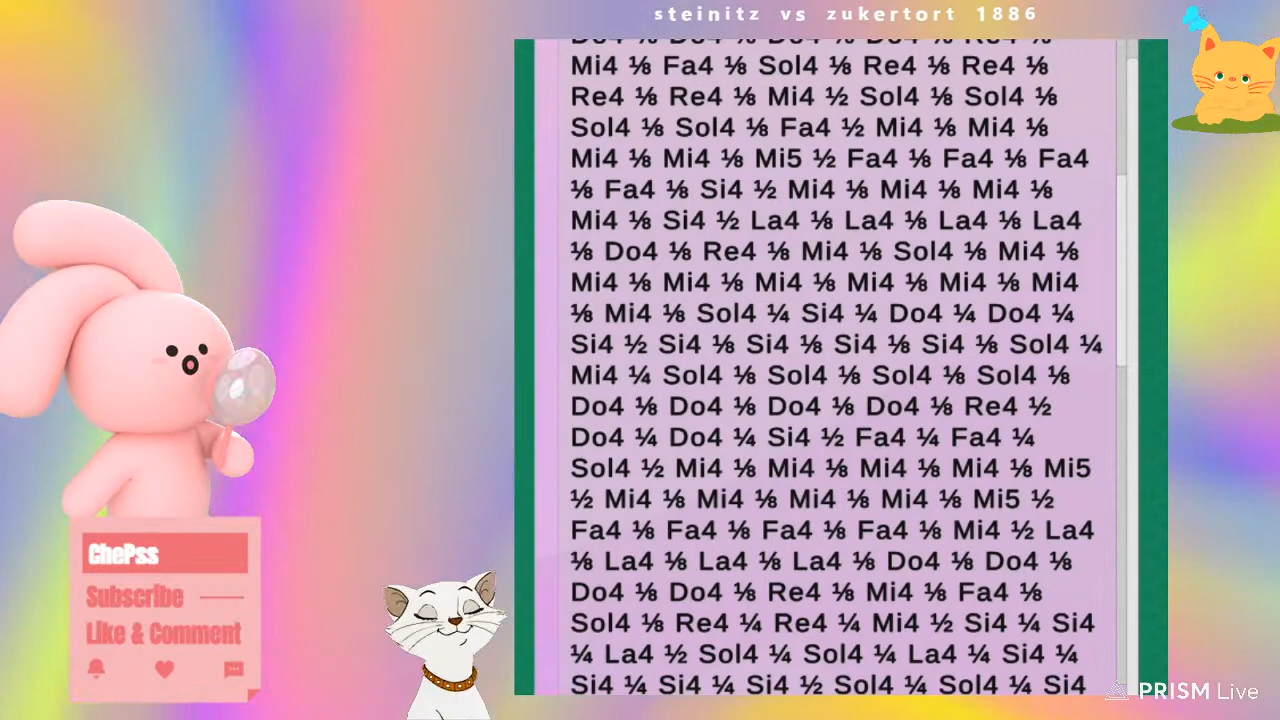 steinitz vs zukertort 1886
Do4 ⅛ Do4 ⅛ Do4 ⅛ Do4 ⅛ Re4 ⅛
Mi4 ⅛ Fa4 ⅛ Sol4 ⅛ Re4 ⅛ Re4 ⅛
Re4 ⅛ Re4 ⅛ Mi4 ½ Sol4 ⅛ Sol4 ⅛
Sol4 ⅛ Sol4 ⅛ Fa4 ½ Mi4 ⅛ Mi4 ⅛
Mi4 ⅛ Mi4 ⅛ Mi5 ½ Fa4 ⅛ Fa4 ⅛ Fa4
⅛ Fa4 ⅛ Si4 ½ Mi4 ⅛ Mi4 ⅛ Mi4 ⅛
Mi4 ⅛ Si4 ½ La4 ⅛ La4 ⅛ La4 ⅛ La4
⅛ Do4 ⅛ Re4 ⅛ Mi4 ⅛ Sol4 ⅛ Mi4 ⅛
Mi4 ⅛ Mi4 ⅛ Mi4 ⅛ Mi4 ⅛ Mi4 ⅛ Mi4
⅛ Mi4 ⅛ Sol4 ¼ Si4 ¼ Do4 ¼ Do4 ¼
Si4 ½ Si4 ⅛ Si4 ⅛ Si4 ⅛ Si4 ⅛ Sol4 ¼
Mi4 ¼ Sol4 ⅛ Sol4 ⅛ Sol4 ⅛ Sol4 ⅛
Do4 ⅛ Do4 ⅛ Do4 ⅛ Do4 ⅛ Re4 ½
Do4 ¼ Do4 ¼ Si4 ½ Fa4 ¼ Fa4 ¼
Sol4 ½ Mi4 ⅛ Mi4 ⅛ Mi4 ⅛ Mi4 ⅛ Mi5
½ Mi4 ⅛ Mi4 ⅛ Mi4 ⅛ Mi4 ⅛ Mi5 ½
Fa4 ⅛ Fa4 ⅛ Fa4 ⅛ Fa4 ⅛ Mi4 ½ La4
⅛ La4 ⅛ La4 ⅛ La4 ⅛ Do4 ⅛ Do4 ⅛
Do4 ⅛ Do4 ⅛ Re4 ⅛ Mi4 ⅛ Fa4 ⅛
Sol4 ⅛ Re4 ¼ Re4 ¼ Mi4 ½ Si4 ¼ Si4
¼ La4 ½ Sol4 ¼ Sol4 ¼ La4 ¼ Si4 ¼
Si4 ¼ Si4 ¼ Si4 ½ Sol4 ¼ Sol4 ¼ Si4
ChePss
Subscribe
Like & Comment
PRISM Live